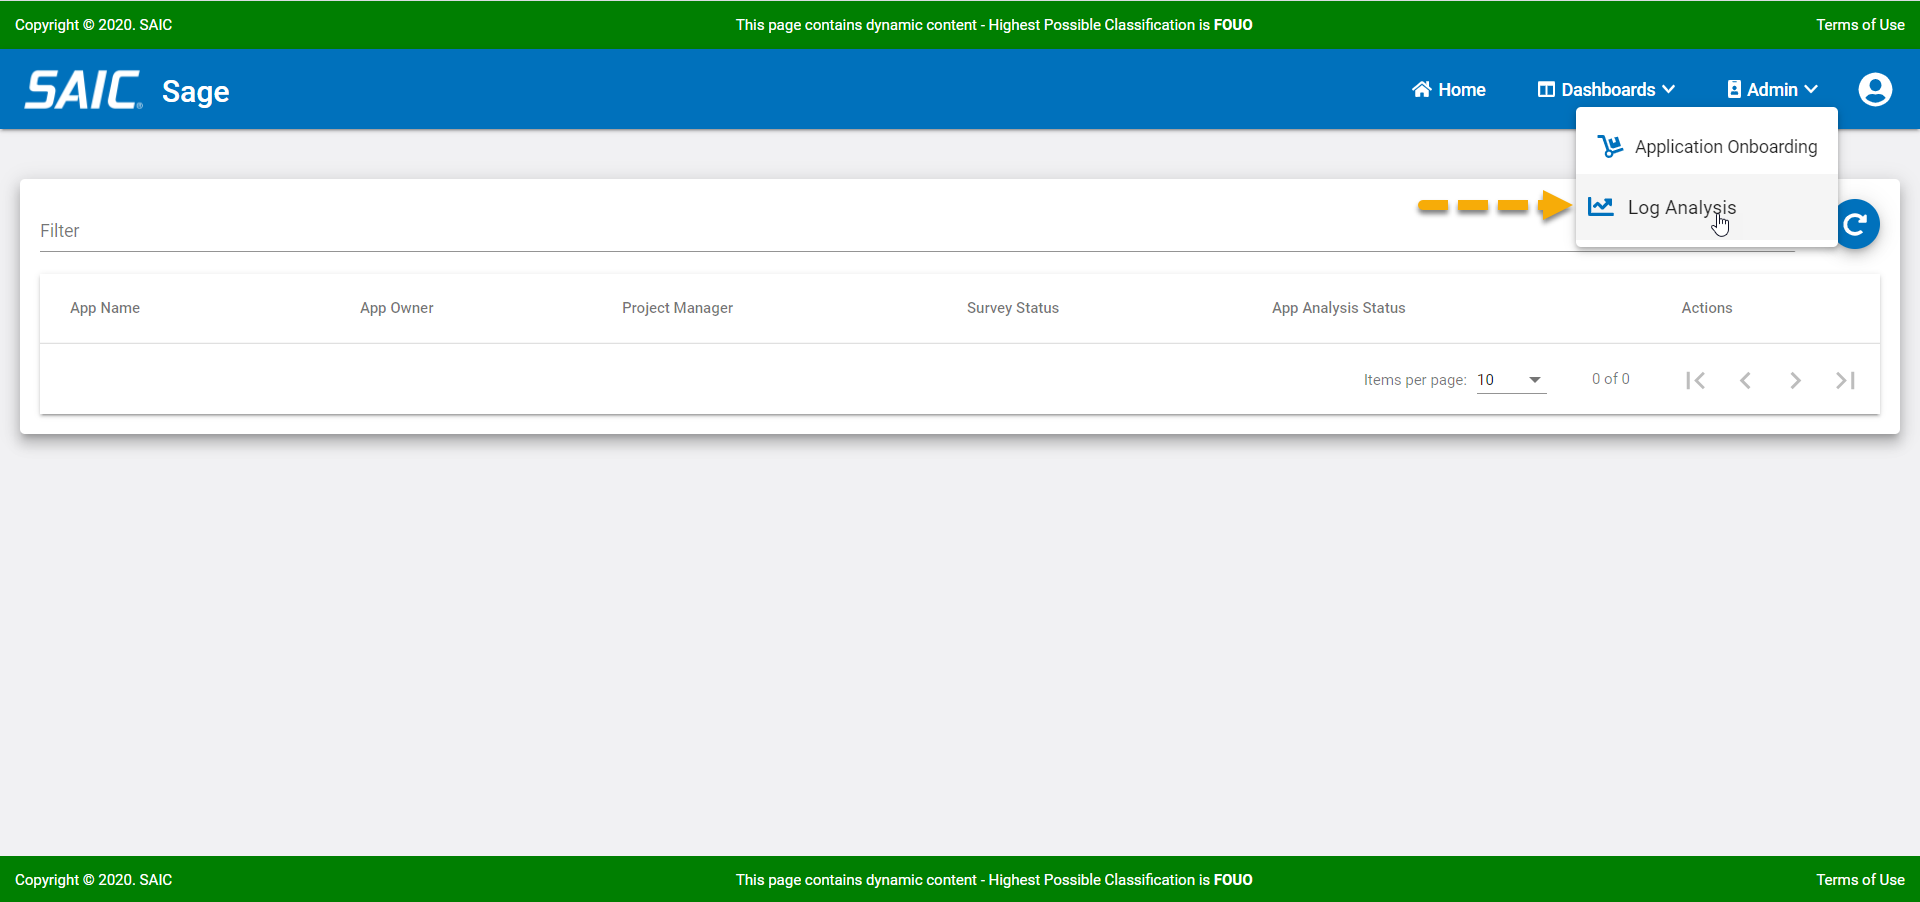 Copyright © 2020. SAIC
This page contains dynamic content - Highest Possible Classification is FOUO
Terms of Use
SAIC® Sage
Home
Dashboards
Admin
Application Onboarding
Log Analysis
Filter
App Name App Owner Project Manager Survey Status App Analysis Status Actions
Items per page: 10 0 of 0
Copyright © 2020. SAIC
This page contains dynamic content - Highest Possible Classification is FOUO
Terms of Use